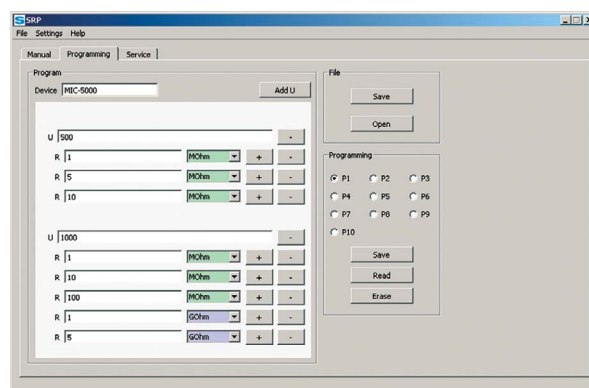 SRP
File Settings Help
Manual Programming Service
Program
Device MIC-5000 Add U
U 500 -
R 1 MOhm + -
R 5 MOhm + -
R 10 MOhm + -
U 1000 -
R 1 MOhm + -
R 10 MOhm + -
R 100 MOhm + -
R 1 GOhm + -
R 5 GOhm + -
File
Save
Open
Programming
P1 P2 P3
P4 P5 P6
P7 P8 P9
P10
Save
Read
Erase